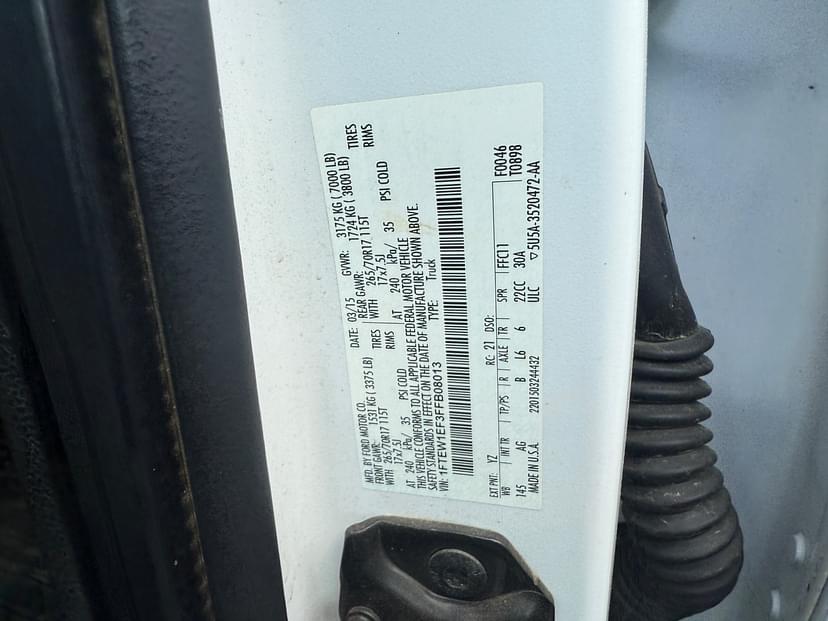 MFD. BY FORD MOTOR CO.
DATE: 03/15 GVWR: 3175 KG ( 7000 LB)
FRONT GAWR: 1531 KG ( 3375 LB) REAR GAWR: 1724 KG ( 3800 LB)
WITH 265/70R17 115T TIRES WITH 265/70R17 115T TIRES
17x7.5J RIMS 17x7.5J RIMS
AT 240 kPa/ 35 PSI COLD AT 240 kPa/ 35 PSI COLD
THIS VEHICLE CONFORMS TO ALL APPLICABLE FEDERAL MOTOR VEHICLE
SAFETY STANDARDS IN EFFECT ON THE DATE OF MANUFACTURE SHOWN ABOVE.
VIN: 1FTEW1EF3FFB08013 TYPE: Truck
F0046
T0898
EXT PNT: YZ RC: 21 DSO:
WB INT TR TP/PS R AXLE TR SPR FFC11
145 AT B L6 6 22CC 30A
MADE IN U.S.A. 2201503244432 ULC ▽ 5U5A-3520472-AA